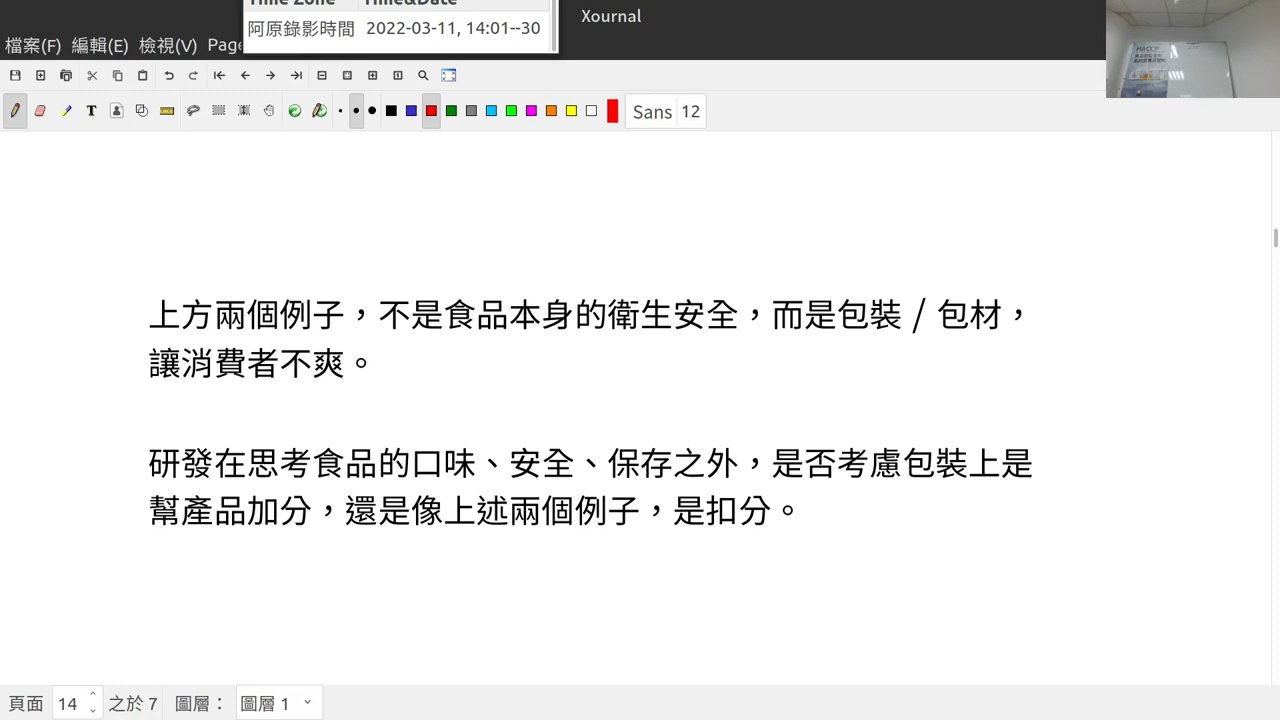 Time Zone Time&Date
阿原錄影時間 2022-03-11, 14:01--30
Xournal
檔案(F) 編輯(E) 檢視(V) Page
HACCP
Sans 12
上方兩個例子，不是食品本身的衛生安全，而是包裝 / 包材，
讓消費者不爽。
研發在思考食品的口味、安全、保存之外，是否考慮包裝上是
幫產品加分，還是像上述兩個例子，是扣分。
頁面 14 之於 7 圖層： 圖層 1